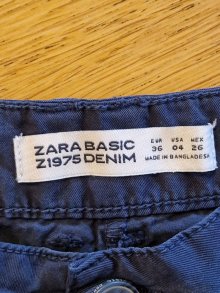 ZARA BASIC
Z1975 DENIM
EUR USA MEX
36 04 26
MADE IN BANGLADESH